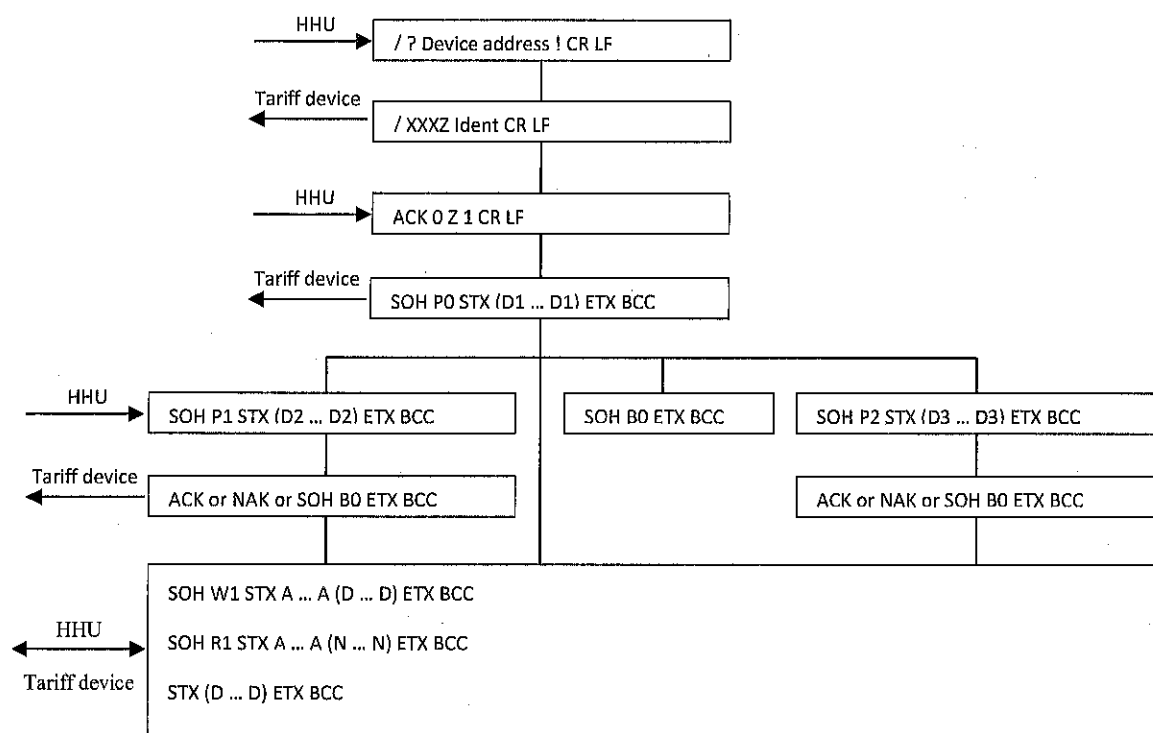 HHU
/ ? Device address ! CR LF
Tariff device
/ XXXZ Ident CR LF
HHU
ACK 0 Z 1 CR LF
Tariff device
SOH P0 STX (D1 ... D1) ETX BCC
HHU
SOH P1 STX (D2 ... D2) ETX BCC
SOH B0 ETX BCC
SOH P2 STX (D3 ... D3) ETX BCC
Tariff device
ACK or NAK or SOH B0 ETX BCC
ACK or NAK or SOH B0 ETX BCC
SOH W1 STX A ... A (D ... D) ETX BCC
HHU
SOH R1 STX A ... A (N ... N) ETX BCC
Tariff device
STX (D ... D) ETX BCC